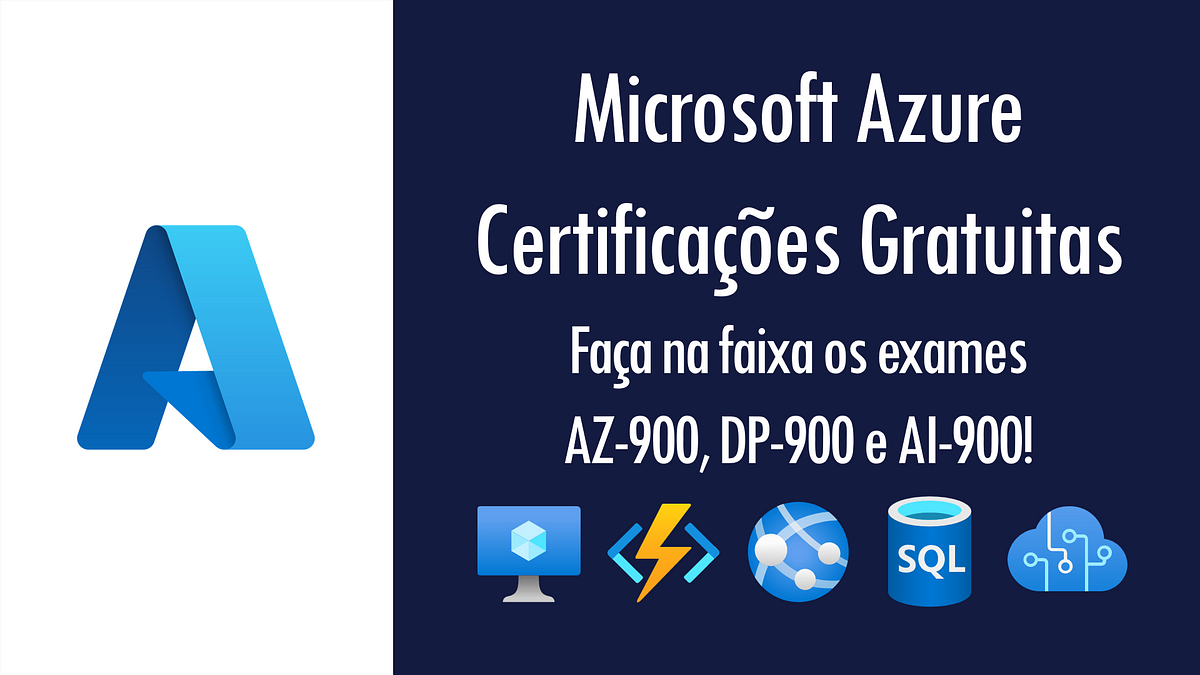 Microsoft Azure
Certificações Gratuitas
Faça na faixa os exames
AZ-900, DP-900 e AI-900!
SQL